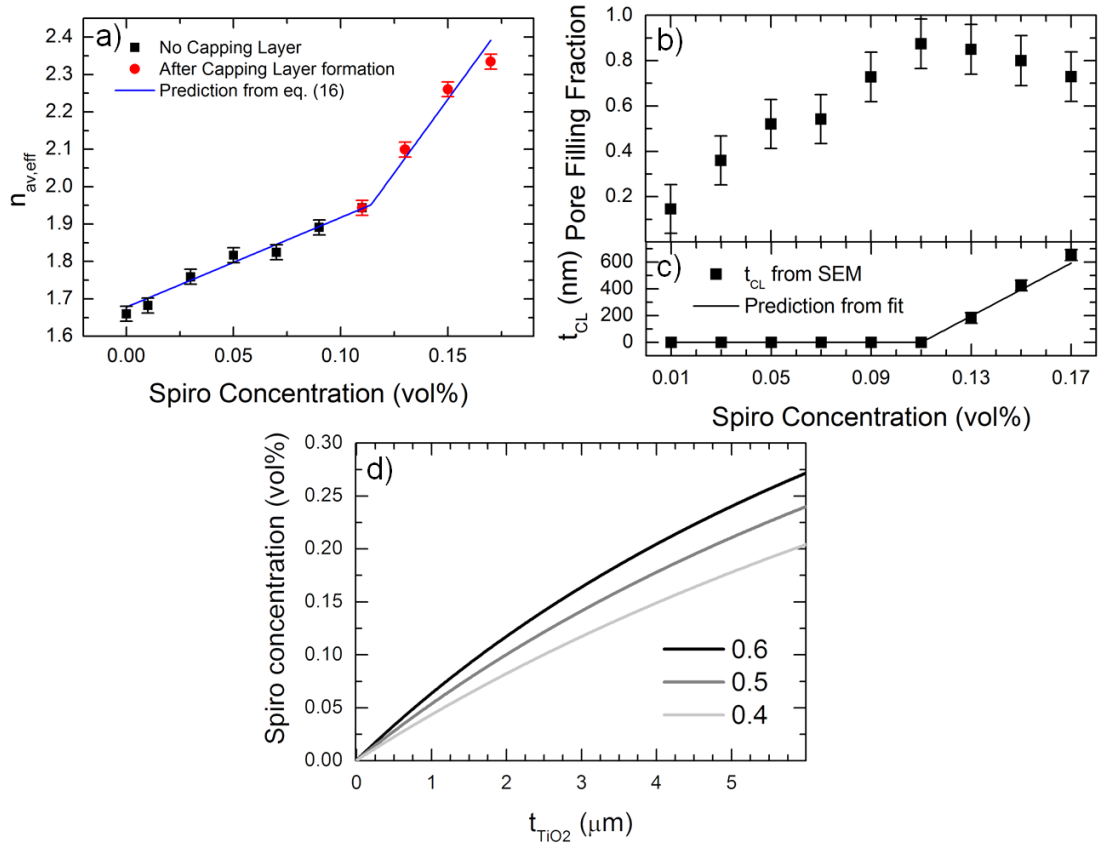 a)
No Capping Layer
After Capping Layer formation
Prediction from eq. (16)
n_av,eff
2.4
2.3
2.2
2.1
2.0
1.9
1.8
1.7
1.6
0.00
0.05
0.10
0.15
Spiro Concentration (vol%)
b)
Pore Filling Fraction
1.0
0.8
0.6
0.4
0.2
c)
t_CL from SEM
Prediction from fit
t_CL (nm)
600
400
200
0
0.01
0.05
0.09
0.13
0.17
Spiro Concentration (vol%)
d)
Spiro concentration (vol%)
0.30
0.25
0.20
0.15
0.10
0.05
0.00
0.6
0.5
0.4
0
1
2
3
4
5
t_TiO2 (μm)